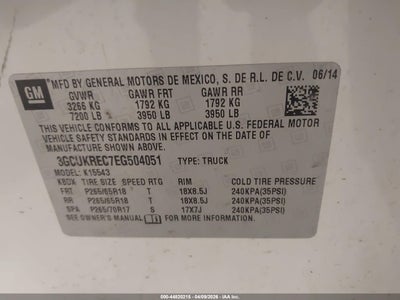 GM
MFD BY GENERAL MOTORS DE MEXICO, S. DE R.L. DE C.V. 06/14
GVWR GAWR FRT GAWR RR
3266 KG 1792 KG 1792 KG
7200 LB 3950 LB 3950 LB
THIS VEHICLE CONFORMS TO ALL APPLICABLE U.S. FEDERAL MOTOR
VEHICLE SAFETY STANDARDS IN EFFECT ON THE DATE OF
MANUFACTURE SHOWN ABOVE.
3GCUKREC7EG504051 TYPE: TRUCK
MODEL: K15543
TIRE SIZE SPEED RTG RIM COLD TIRE PRESSURE
FRT P265/65R18 T 18X8.5J 240KPA(35PSI)
RR P265/65R18 T 18X8.5J 240KPA(35PSI)
SPA P265/70R17 S 17X7J 240KPA(35PSI)
SEE OWNER'S MANUAL FOR ADDITIONAL INFORMATION.
500-44820215 - 04/09/2026 - IAA